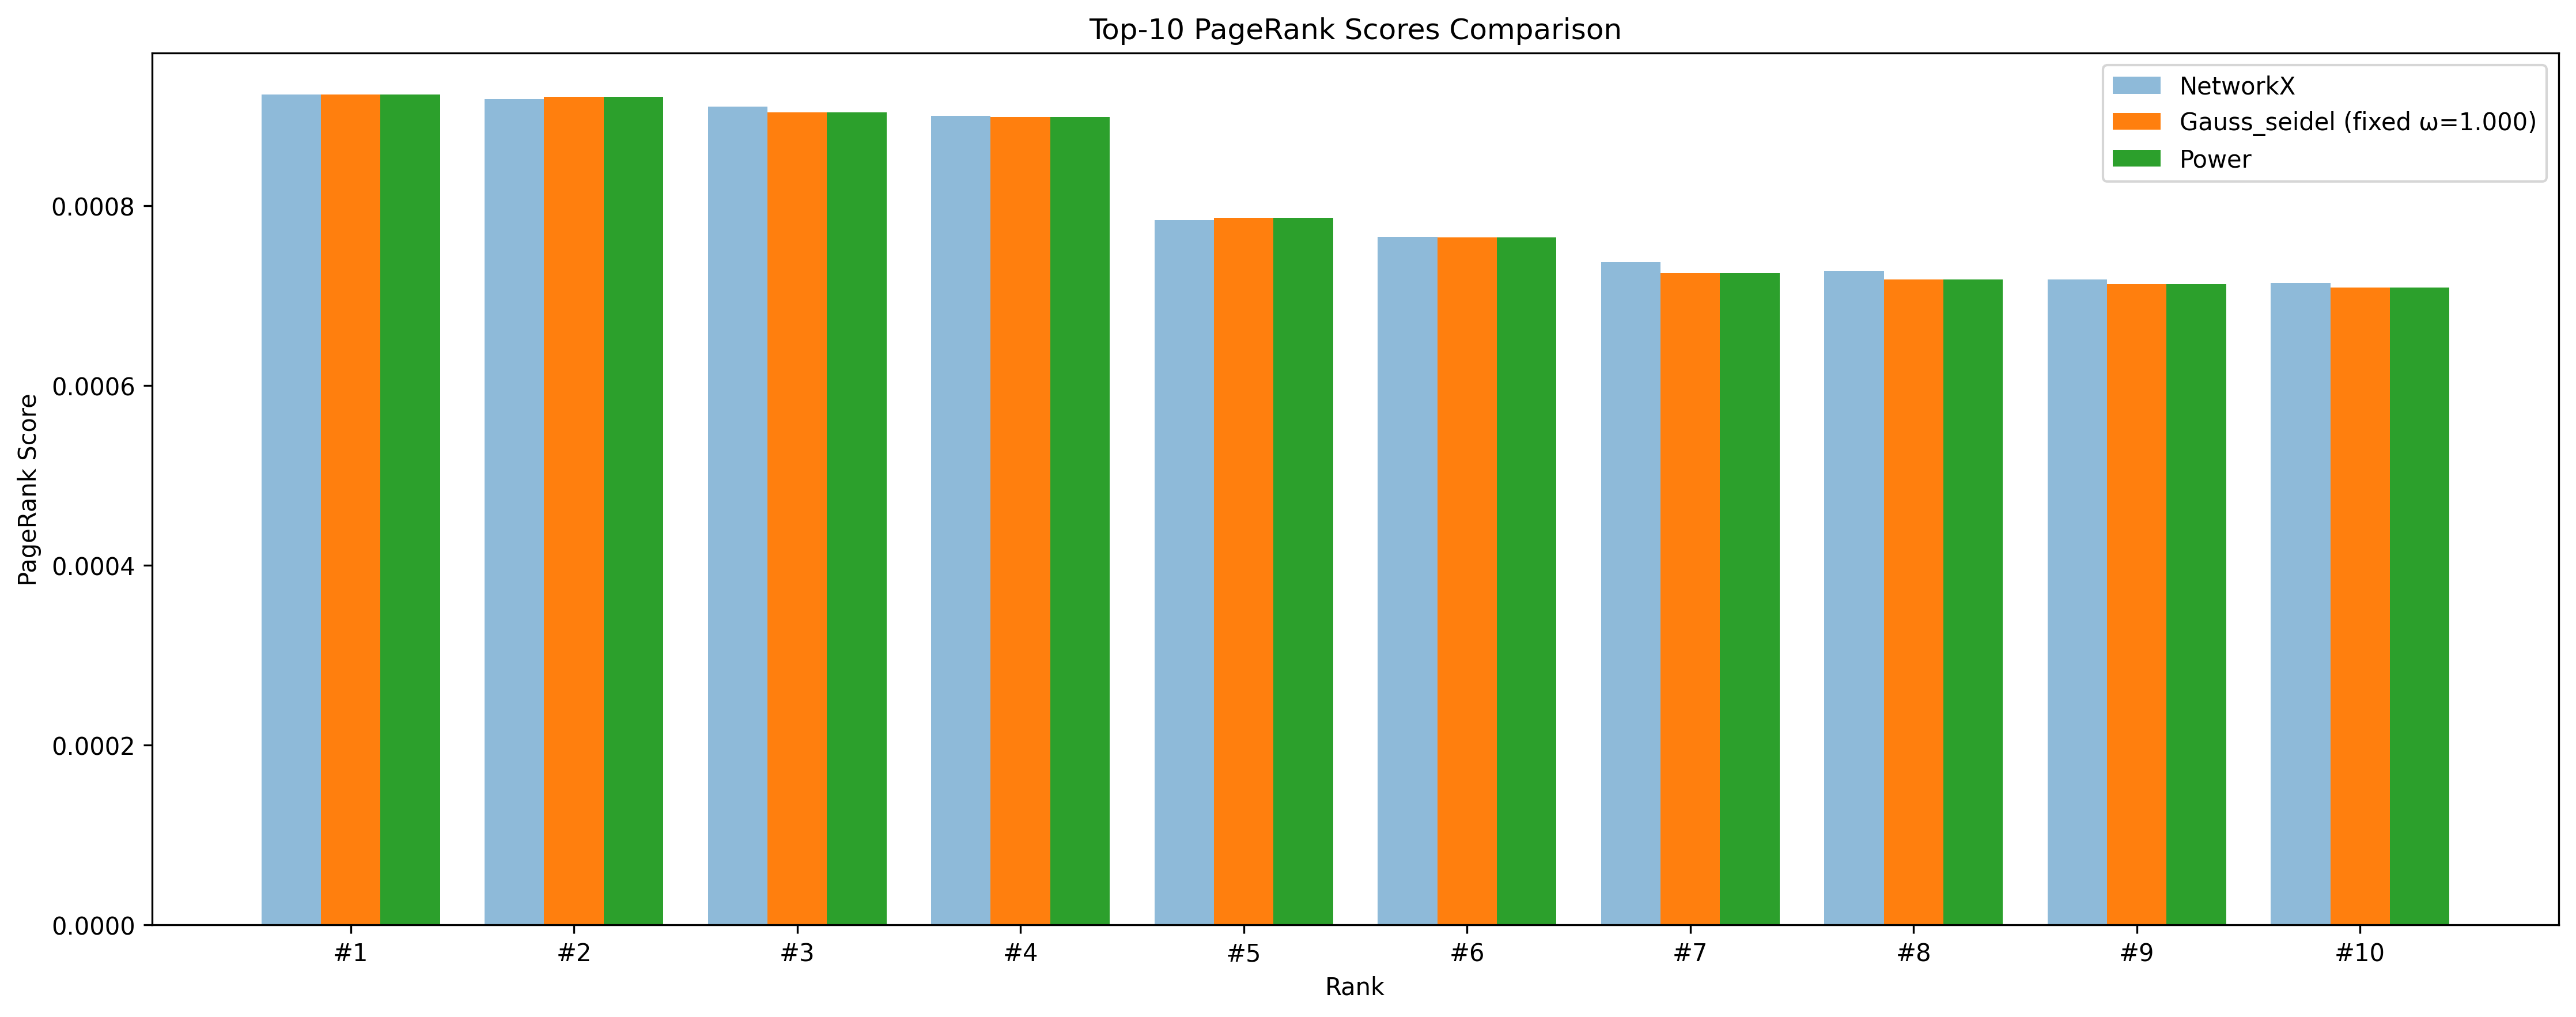 Top-10 PageRank Scores Comparison
NetworkX
Gauss_seidel (fixed ω=1.000)
Power
PageRank Score
0.0008
0.0006
0.0004
0.0002
0.0000
#1 #2 #3 #4 #5 #6 #7 #8 #9 #10
Rank